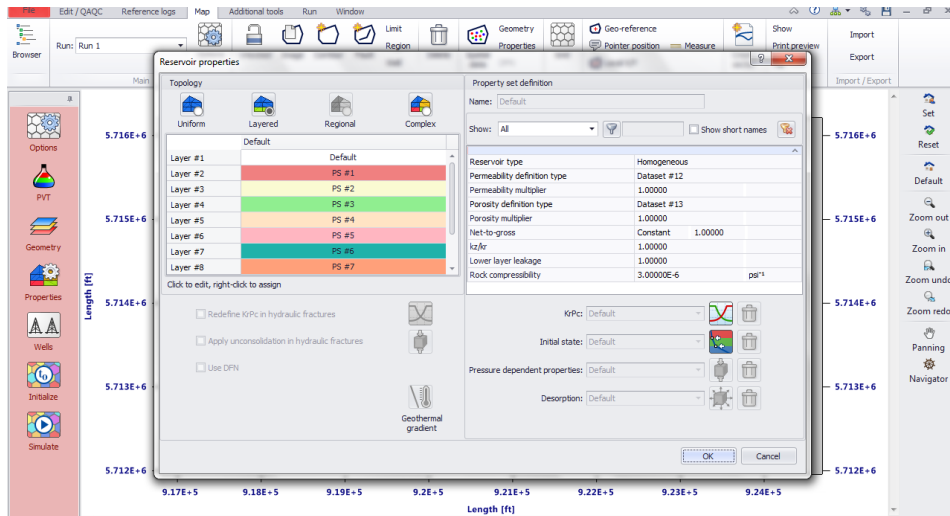 File Edit / QAQC Reference logs Map Additional tools Run Window
Browser
Run: Run 1
Limit
Region
Geometry
Properties
Geo-reference
Pointer position
Measure
Show
Print preview
Import
Export
Main
Import / Export
Options
PVT
Geometry
Properties
Wells
Initialize
Simulate
Reservoir properties
Topology
Uniform Layered Regional Complex
Default
Layer #1 Default
Layer #2 PS #1
Layer #3 PS #2
Layer #4 PS #3
Layer #5 PS #4
Layer #6 PS #5
Layer #7 PS #6
Layer #8 PS #7
Click to edit, right-click to assign
Redefine KrPc in hydraulic fractures
Apply unconsolidation in hydraulic fractures
Use DFN
Geothermal
gradient
Property set definition
Name: Default
Show: All Show short names
Reservoir type Homogeneous
Permeability definition type Dataset #12
Permeability multiplier 1.00000
Porosity definition type Dataset #13
Porosity multiplier 1.00000
Net-to-gross Constant 1.00000
kz/kr 1.00000
Lower layer leakage 1.00000
Rock compressibility 3.00000E-6 psi⁻¹
KrPc: Default
Initial state: Default
Pressure dependent properties: Default
Desorption: Default
OK Cancel
5.716E+6 5.716E+6
5.715E+6 5.715E+6
5.714E+6 5.714E+6
5.713E+6 5.713E+6
5.712E+6 5.712E+6
Length [ft]
9.17E+5 9.18E+5 9.19E+5 9.2E+5 9.21E+5 9.22E+5 9.23E+5 9.24E+5
Length [ft]
Set
Reset
Default
Zoom out
Zoom in
Zoom undo
Zoom redo
Panning
Navigator